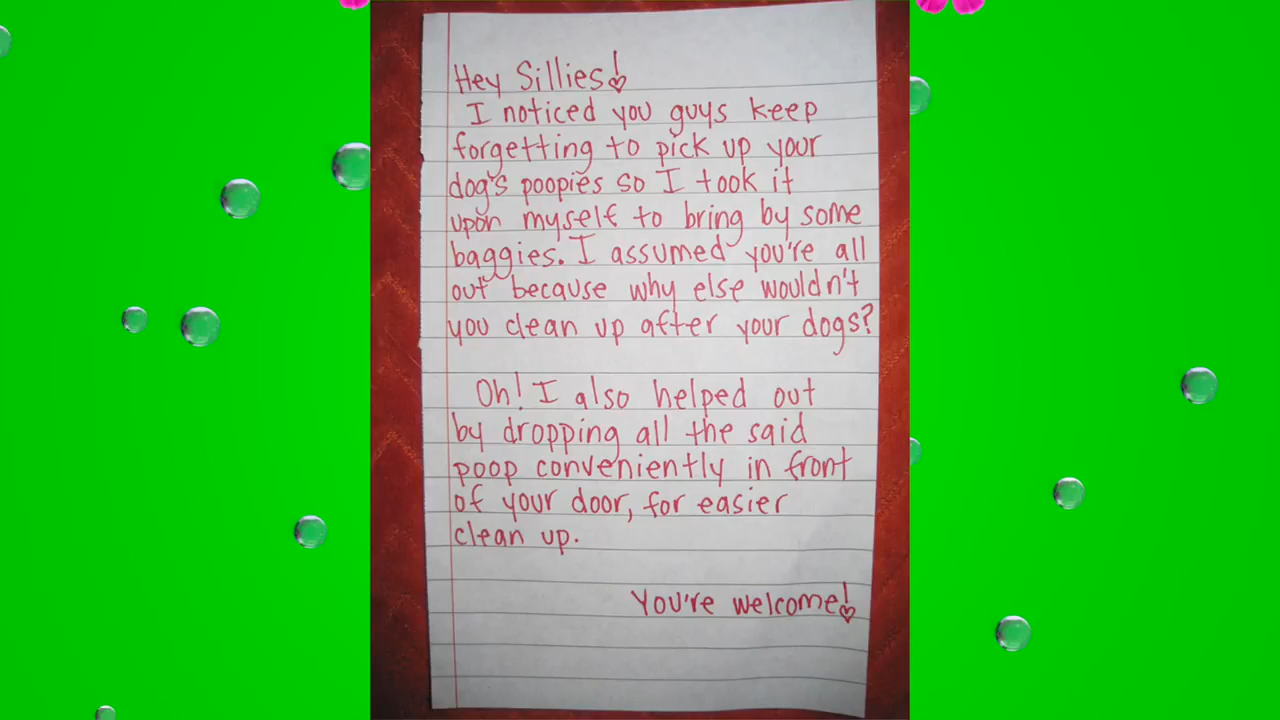 Hey Sillies!
I noticed you guys keep
forgetting to pick up your
dog's poopies so I took it
upon myself to bring by some
baggies. I assumed you're all
out because why else wouldn't
you clean up after your dogs?
Oh! I also helped out
by dropping all the said
poop conveniently in front
of your door, for easier
clean up.
You're welcome!